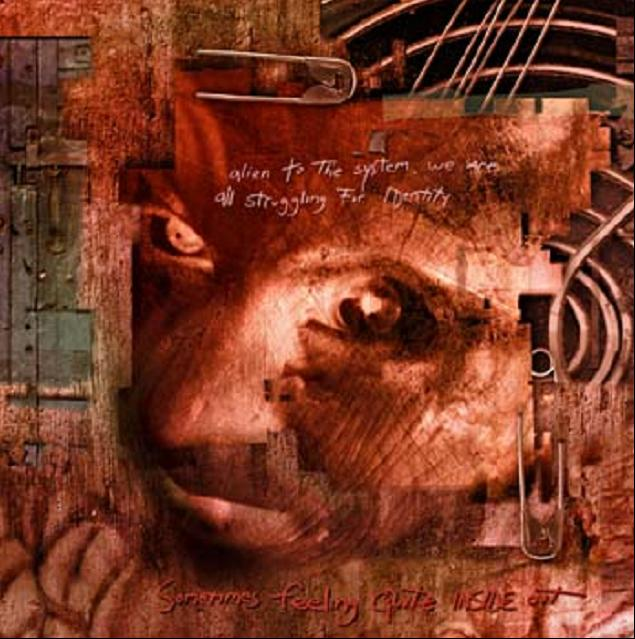 alien to The system. we are
all struggling For IDentity
Sometimes feeling Quite INSIDE out